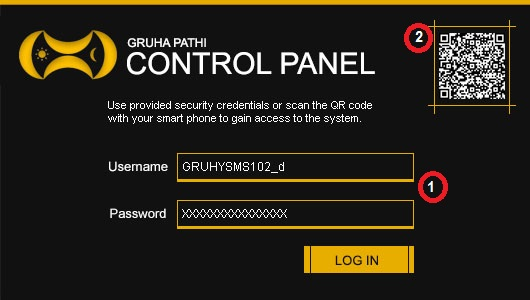 GRUHA PATHI
CONTROL PANEL
2
Use provided security credentials or scan the QR code
with your smart phone to gain access to the system.
Username
GRUHYSMS102_d
1
Password
XXXXXXXXXXXXXXX
LOG IN